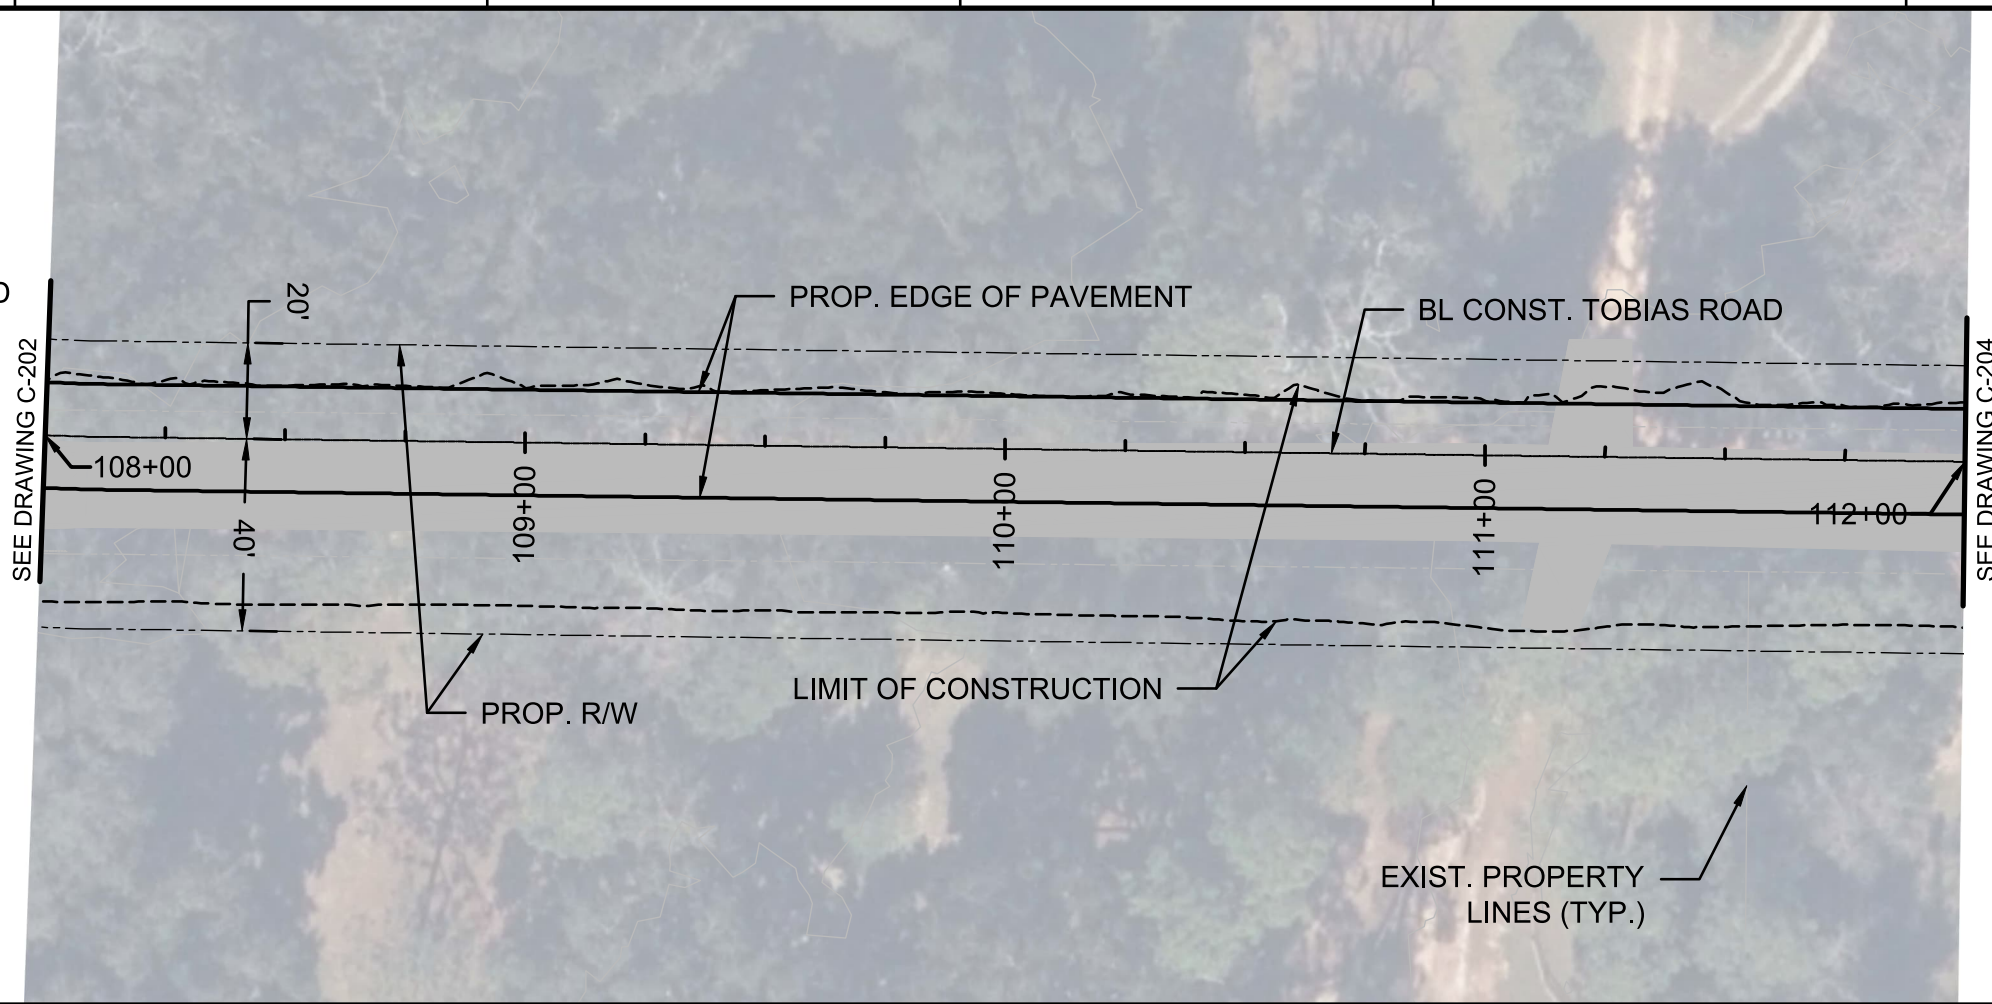 D
20'
PROP. EDGE OF PAVEMENT
BL CONST. TOBIAS ROAD
SEE DRAWING C-202
SEE DRAWING C-204
108+00
109+00
110+00
111+00
112+00
40'
LIMIT OF CONSTRUCTION
PROP. R/W
EXIST. PROPERTY
LINES (TYP.)